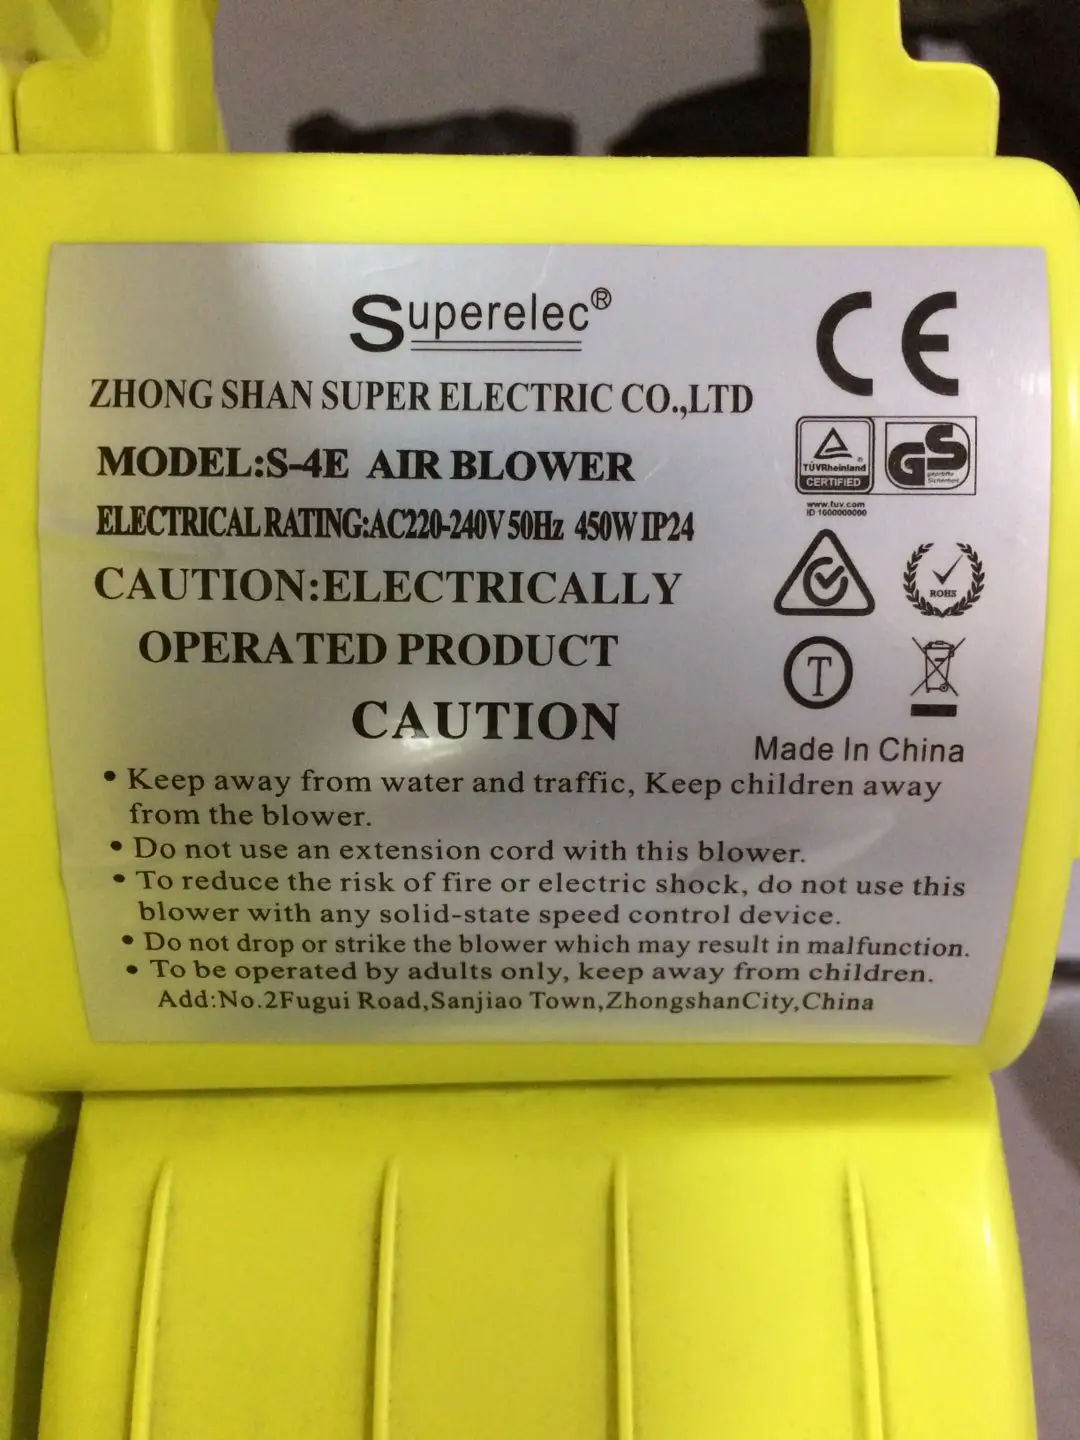 Superelec®
CE
ZHONG SHAN SUPER ELECTRIC CO.,LTD
MODEL:S-4E AIR BLOWER
TÜVRheinland
CERTIFIED
GS
geprüfte
Sicherheit
ELECTRICAL RATING:AC220-240V 50Hz 450W IP24
www.tuv.com
ID 1600000000
CAUTION:ELECTRICALLY
ROHS
OPERATED PRODUCT
T
CAUTION
Made In China
• Keep away from water and traffic, Keep children away
from the blower.
• Do not use an extension cord with this blower.
• To reduce the risk of fire or electric shock, do not use this
blower with any solid-state speed control device.
• Do not drop or strike the blower which may result in malfunction.
• To be operated by adults only, keep away from children.
Add:No.2Fugui Road,Sanjiao Town,ZhongshanCity,China